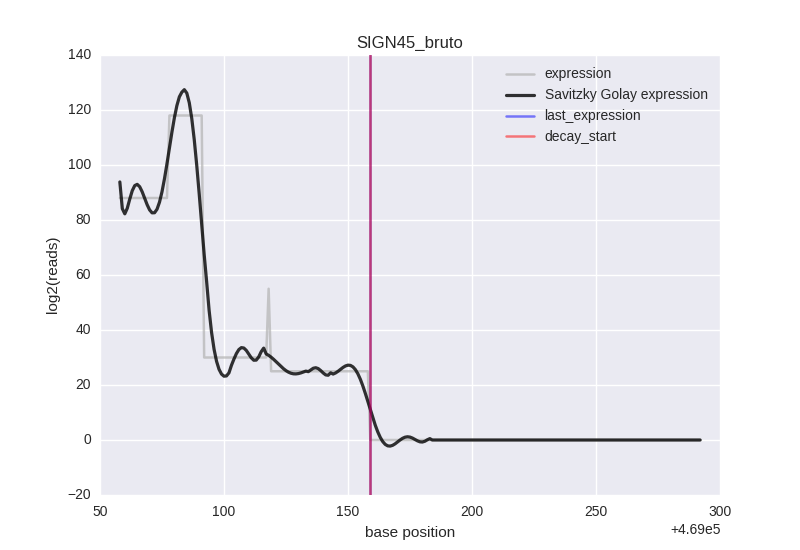 SIGN45_bruto
140
120
100
80
60
40
20
0
−20
log2(reads)
expression
Savitzky Golay expression
last_expression
decay_start
50 100 150 200 250 300
+4.69e5
base position